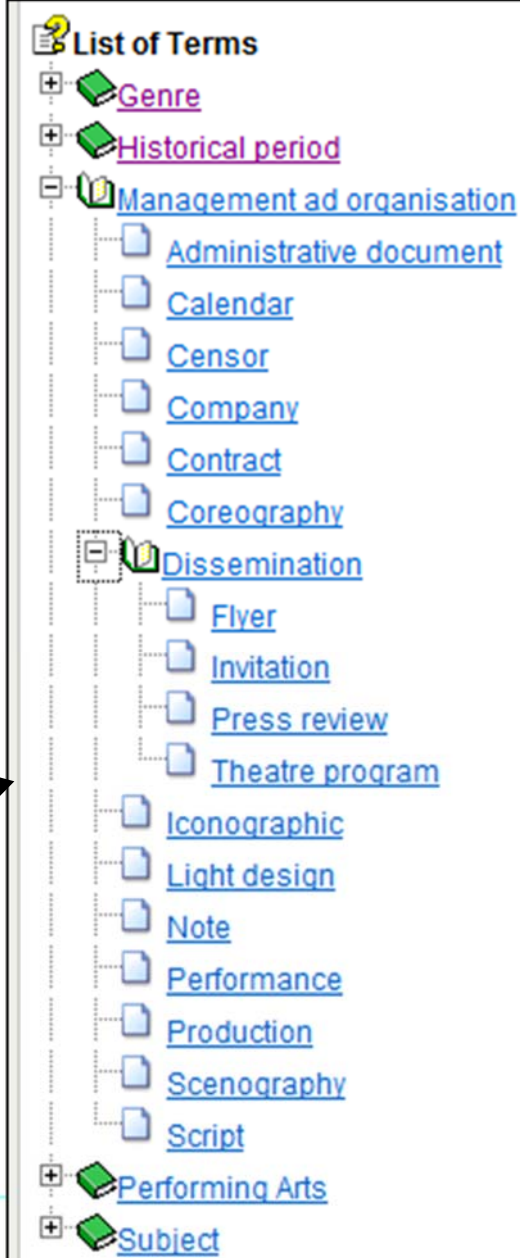 List of Terms
Genre
Historical period
Management ad organisation
Administrative document
Calendar
Censor
Company
Contract
Coreography
Dissemination
Flyer
Invitation
Press review
Theatre program
Iconographic
Light design
Note
Performance
Production
Scenography
Script
Performing Arts
Subject